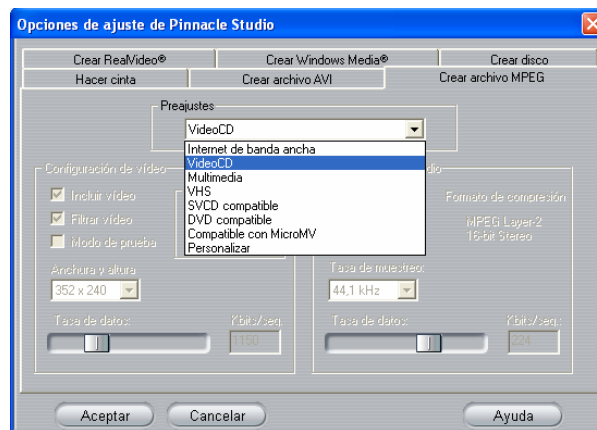 Opciones de ajuste de Pinnacle Studio
Crear RealVideo®
Crear Windows Media®
Crear disco
Hacer cinta
Crear archivo AVI
Crear archivo MPEG
Preajustes
VideoCD
Internet de banda ancha
VideoCD
Multimedia
VHS
SVCD compatible
DVD compatible
Compatible con MicroMV
Personalizar
Configuración de vídeo
Incluir vídeo
Filtrar vídeo
Modo de prueba
Anchura y altura
352 x 240
Tasa de datos:
Kbits/seg.
1150
Formato de compresión
MPEG Layer-2
16-bit Stereo
Tasa de muestreo:
44,1 kHz
Tasa de datos:
Kbits/seg.:
224
Aceptar
Cancelar
Ayuda